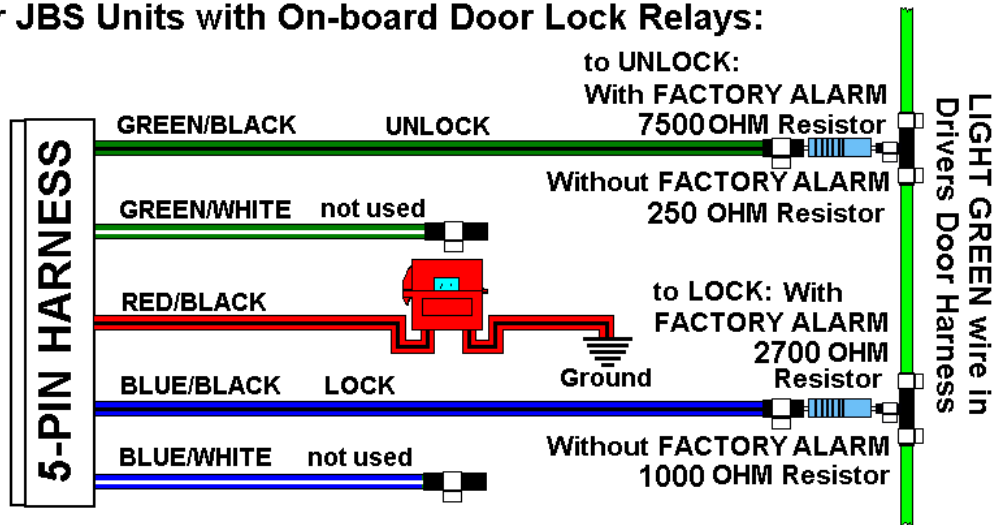 r JBS Units with On-board Door Lock Relays:
to UNLOCK:
With FACTORY ALARM
7500 OHM Resistor
GREEN/BLACK UNLOCK
Without FACTORY ALARM
250 OHM Resistor
GREEN/WHITE not used
RED/BLACK
Ground
to LOCK: With
FACTORY ALARM
2700 OHM
Resistor
BLUE/BLACK LOCK
Without FACTORY ALARM
1000 OHM Resistor
BLUE/WHITE not used
5-PIN HARNESS
LIGHT GREEN wire in
Drivers Door Harness